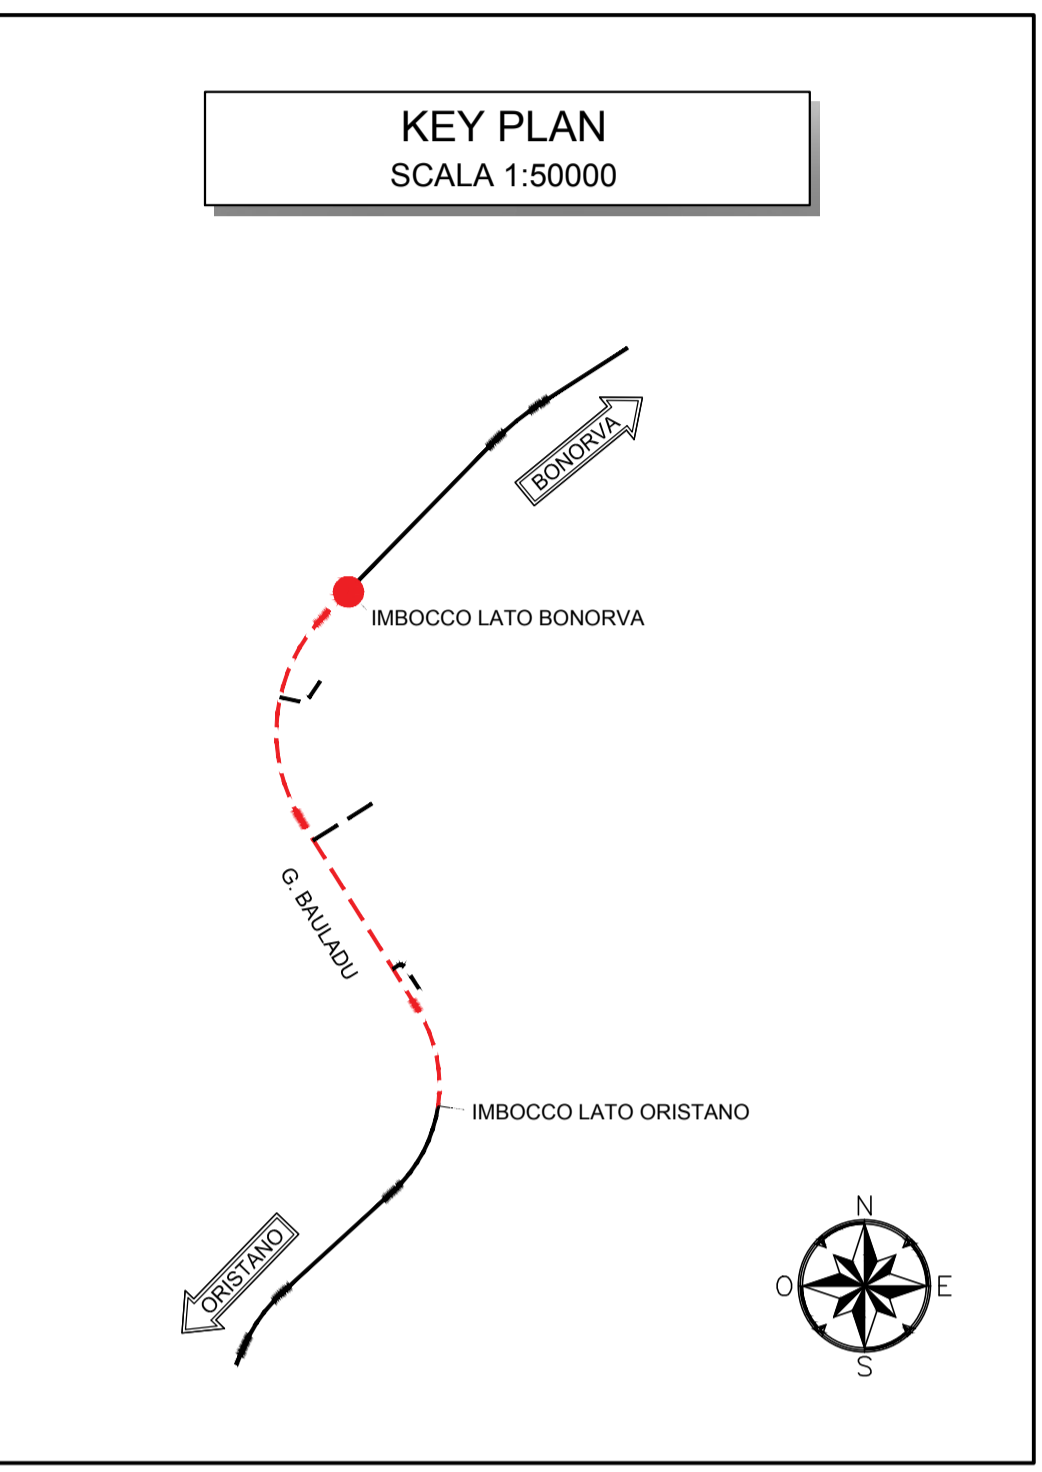 KEY PLAN
SCALA 1:50000
BONORVA
IMBOCCO LATO BONORVA
G. BAULADU
IMBOCCO LATO ORISTANO
ORISTANO
N
O
E
S